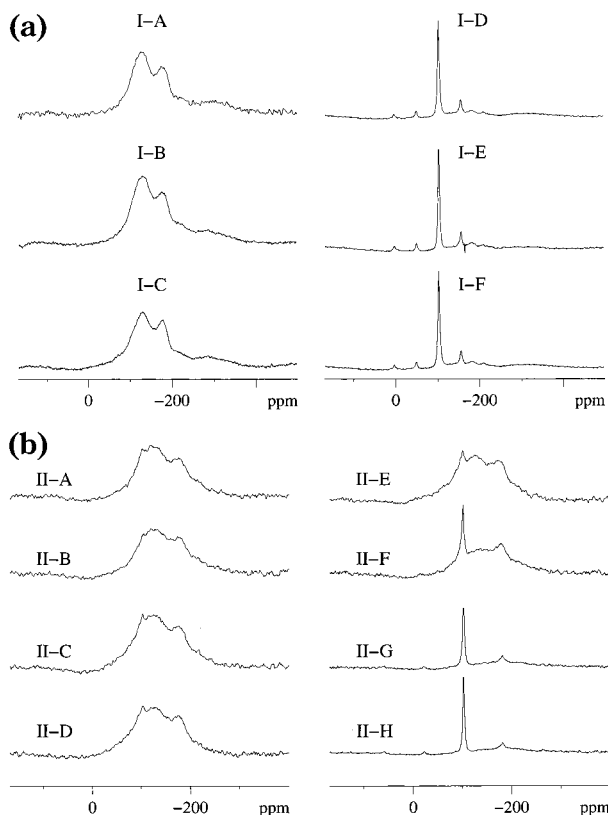 (a)
I–A
I–D
I–B
I–E
I–C
I–F
0 −200 ppm
0 −200 ppm
(b)
II–A
II–E
II–B
II–F
II–C
II–G
II–D
II–H
0 −200 ppm
0 −200 ppm